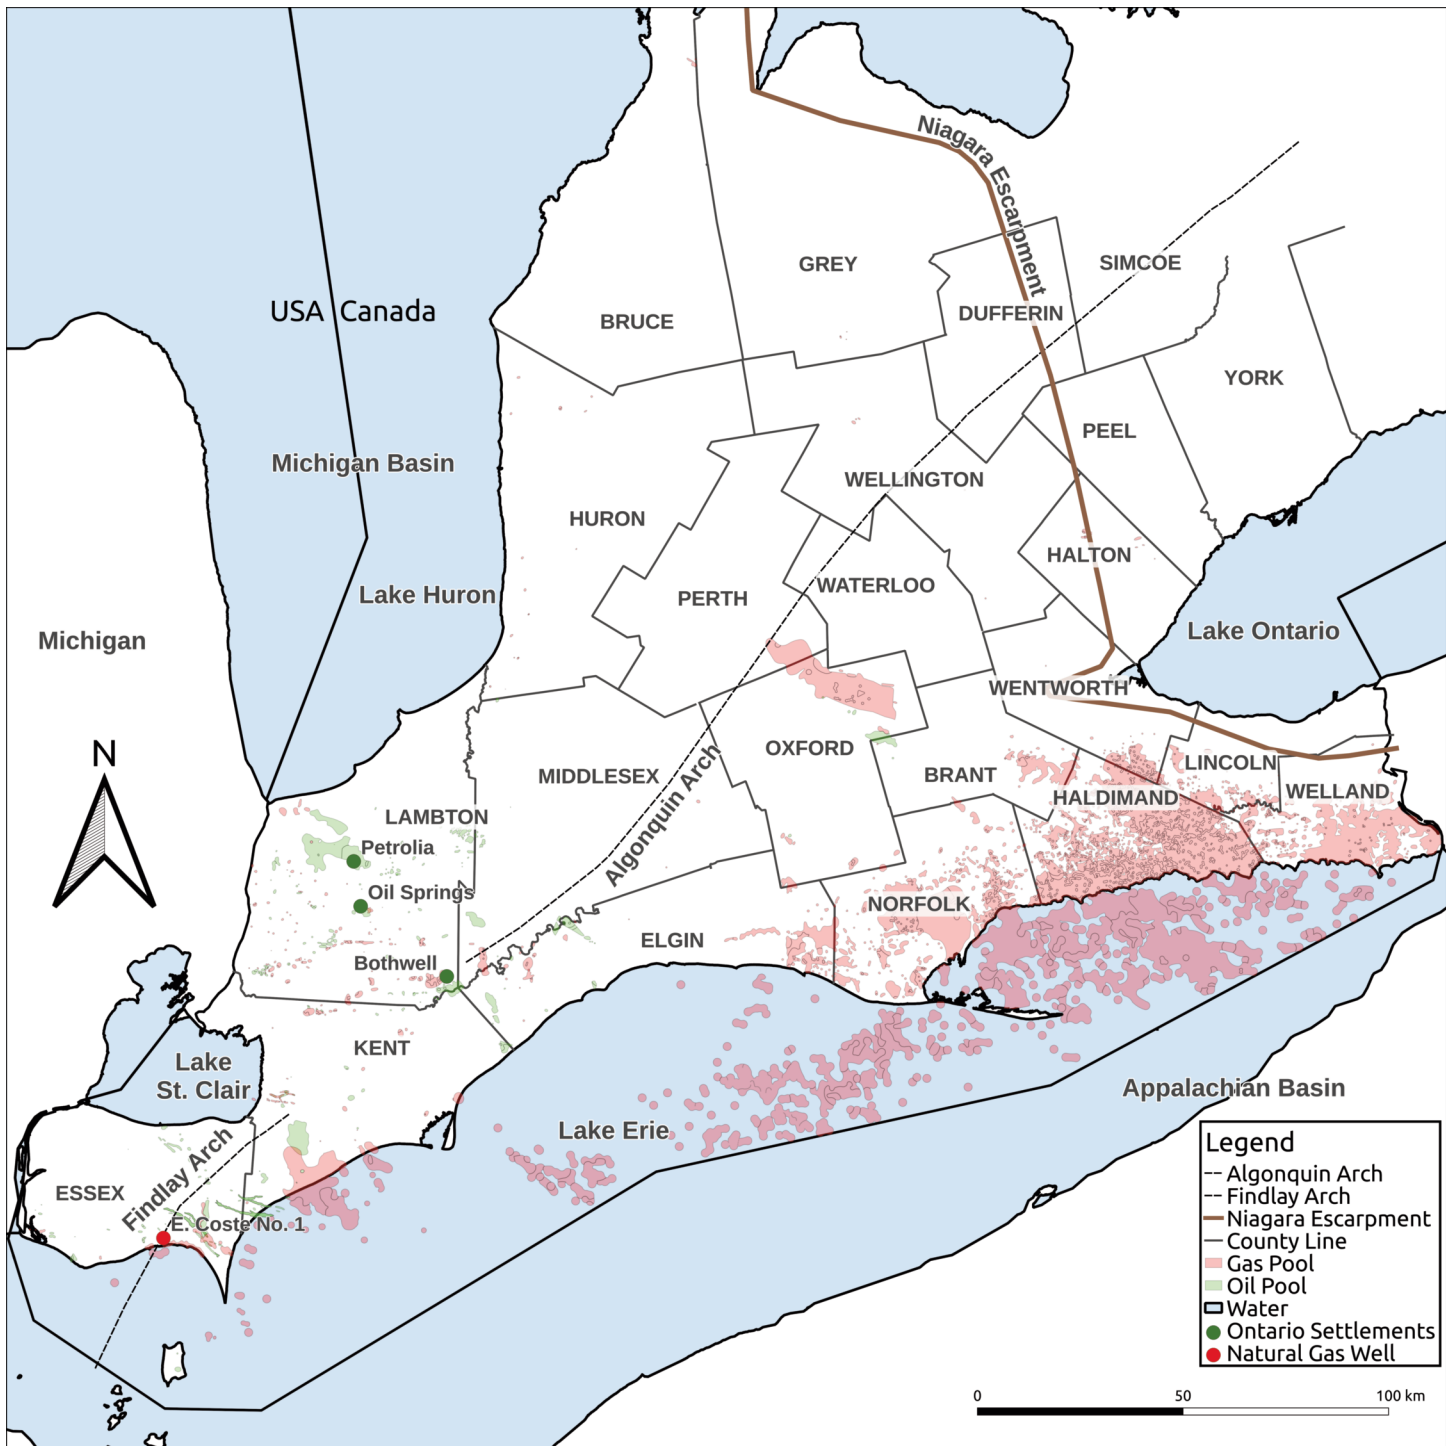 Niagara Escarpment
GREY
SIMCOE
USA Canada
BRUCE
DUFFERIN
YORK
PEEL
Michigan Basin
WELLINGTON
HURON
HALTON
Lake Huron
PERTH
WATERLOO
Michigan
Lake Ontario
WENTWORTH
N
OXFORD
LINCOLN
MIDDLESEX
BRANT
WELLAND
HALDIMAND
Algonquin Arch
LAMBTON
Petrolia
Oil Springs
NORFOLK
ELGIN
Bothwell
KENT
Lake
St. Clair
Appalachian Basin
Lake Erie
Findlay Arch
ESSEX
E. Coste No. 1
Legend
Algonquin Arch
Findlay Arch
Niagara Escarpment
County Line
Gas Pool
Oil Pool
Water
Ontario Settlements
Natural Gas Well
0 50 100 km